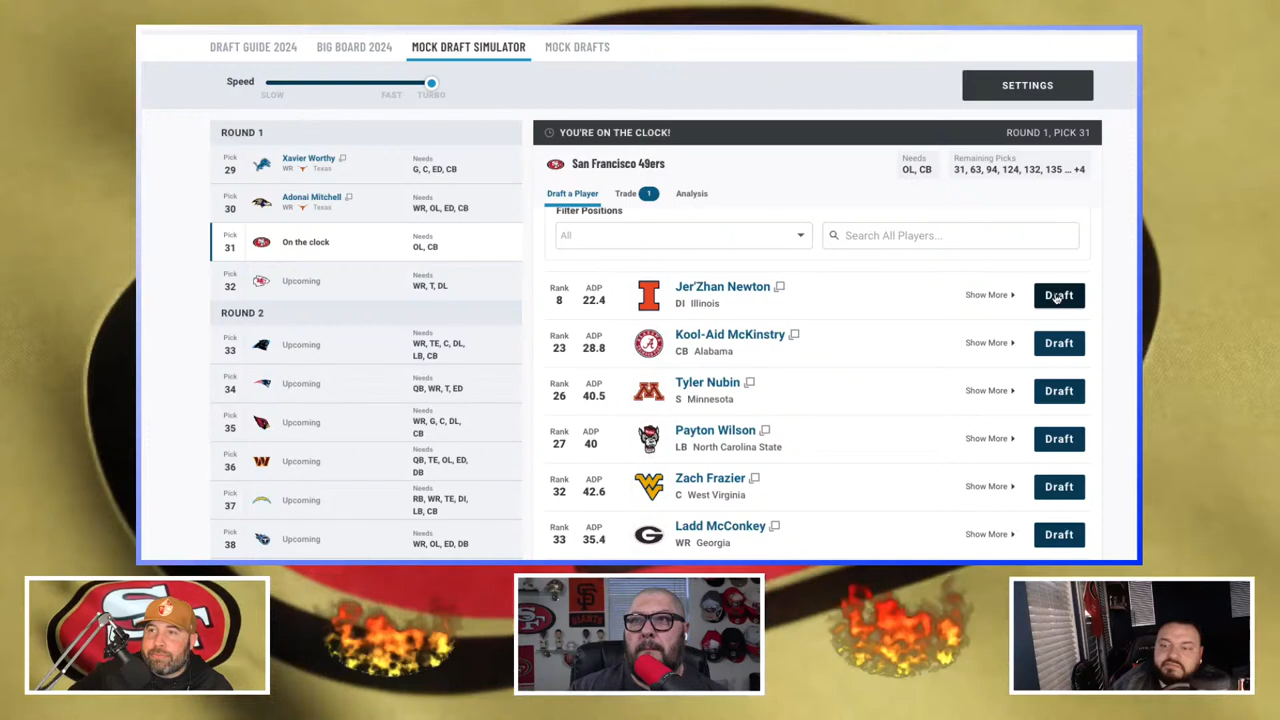 DRAFT GUIDE 2024 BIG BOARD 2024 MOCK DRAFT SIMULATOR MOCK DRAFTS
Speed
SLOW FAST TURBO
SETTINGS
ROUND 1
Pick 29 Xavier Worthy Needs
WR Texas G, C, ED, CB
Pick 30 Adonai Mitchell Needs
WR Texas WR, OL, ED, CB
Pick 31 On the clock Needs
OL, CB
Pick 32 Upcoming Needs
WR, T, DL
ROUND 2
Pick 33 Upcoming Needs
WR, TE, C, DL,
LB, CB
Pick 34 Upcoming Needs
QB, WR, T, ED
Pick 35 Upcoming Needs
WR, G, C, DL,
CB
Pick 36 Upcoming Needs
QB, TE, OL, ED,
DB
Pick 37 Upcoming Needs
RB, WR, TE, DI,
LB, CB
Pick 38 Upcoming Needs
WR, OL, ED, DB
YOU'RE ON THE CLOCK! ROUND 1, PICK 31
San Francisco 49ers
Needs
OL, CB
Remaining Picks
31, 63, 94, 124, 132, 135 ... +4
Draft a Player Trade 1 Analysis
Filter Positions
All
Search All Players...
Rank 8 ADP 22.4 Jer'Zhan Newton
DI Illinois
Show More Draft
Rank 23 ADP 28.8 Kool-Aid McKinstry
CB Alabama
Show More Draft
Rank 26 ADP 40.5 Tyler Nubin
S Minnesota
Show More Draft
Rank 27 ADP 40 Payton Wilson
LB North Carolina State
Show More Draft
Rank 32 ADP 42.6 Zach Frazier
C West Virginia
Show More Draft
Rank 33 ADP 35.4 Ladd McConkey
WR Georgia
Show More Draft
SF
GIANTS